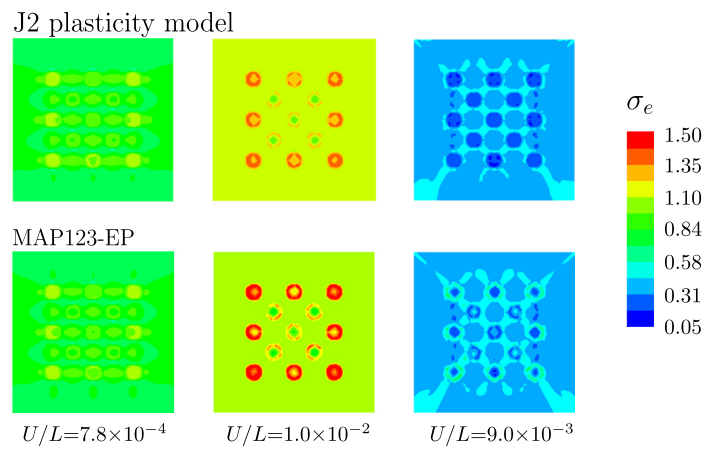 J2 plasticity model
σe
1.50
1.35
1.10
0.84
0.58
0.31
0.05
MAP123-EP
U/L=7.8×10⁻⁴
U/L=1.0×10⁻²
U/L=9.0×10⁻³